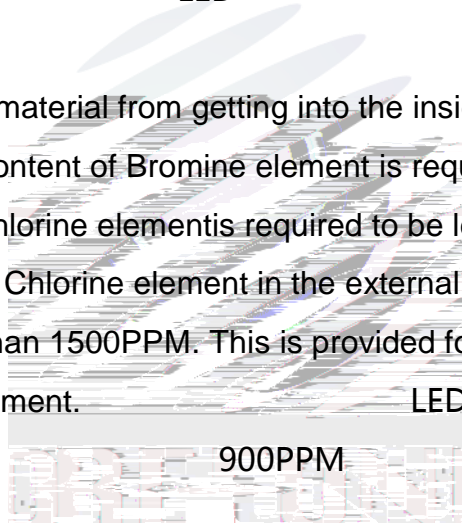 material from getting into the insi
ontent of Bromine element is requ
hlorine elementis required to be l
Chlorine element in the external
an 1500PPM. This is provided fo
ment. LED
900PPM